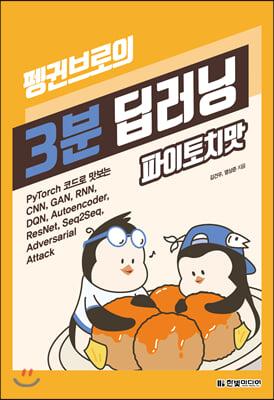 펭귄브로의
3분 딥러닝
파이토치맛
PyTorch 코드로 맛보는
CNN, GAN, RNN,
DQN, Autoencoder,
ResNet, Seq2Seq,
Adversarial
Attack
김건우, 염상준 지음
한빛미디어